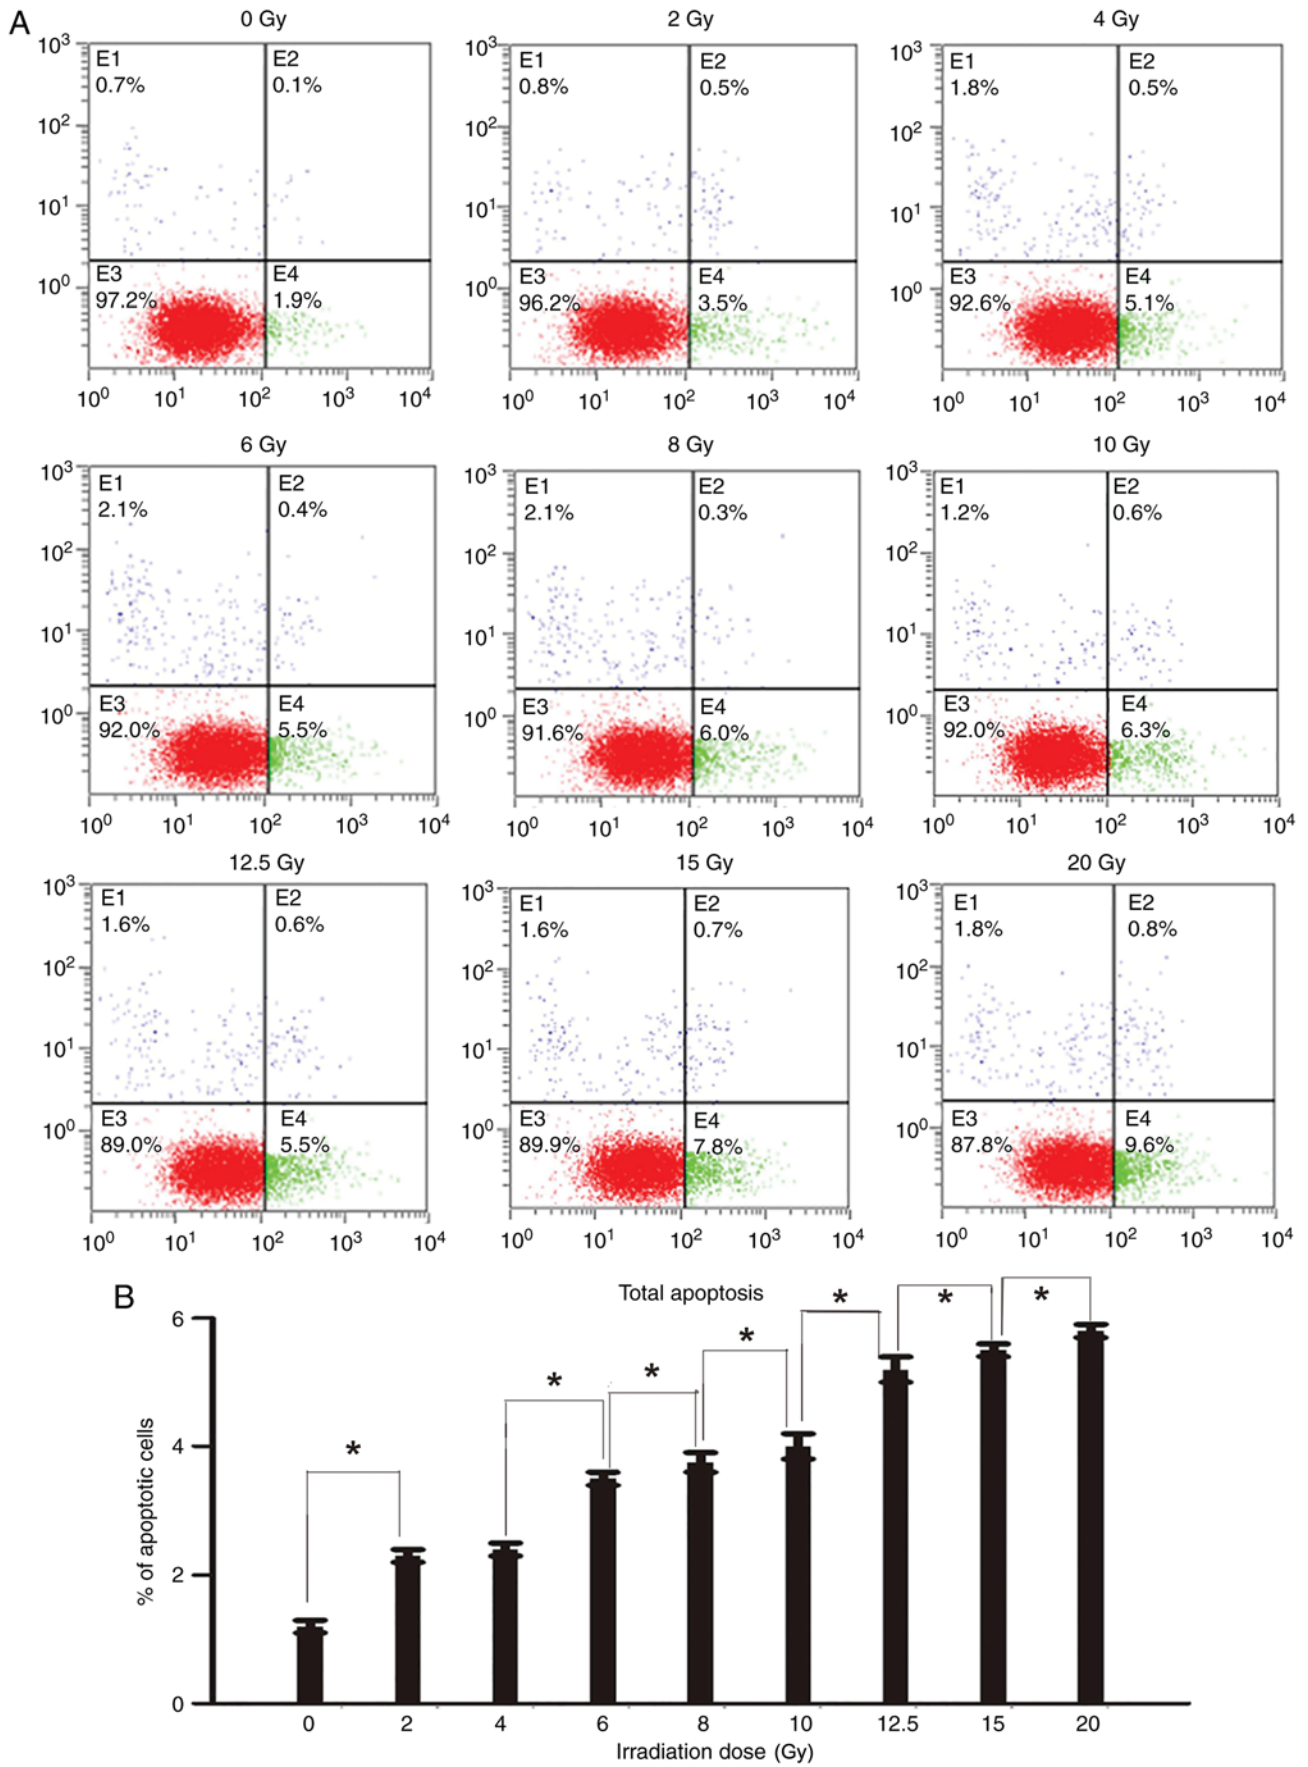 A
0 Gy
2 Gy
4 Gy
10³
E1
0.7%
E2
0.1%
10²
10¹
10⁰
E3
97.2%
E4
1.9%
10⁰ 10¹ 10² 10³ 10⁴
10³
E1
0.8%
E2
0.5%
10²
10¹
10⁰
E3
96.2%
E4
3.5%
10⁰ 10¹ 10² 10³ 10⁴
10³
E1
1.8%
E2
0.5%
10²
10¹
10⁰
E3
92.6%
E4
5.1%
10⁰ 10¹ 10² 10³ 10⁴
6 Gy
8 Gy
10 Gy
10³
E1
2.1%
E2
0.4%
10²
10¹
10⁰
E3
92.0%
E4
5.5%
10⁰ 10¹ 10² 10³ 10⁴
10³
E1
2.1%
E2
0.3%
10²
10¹
10⁰
E3
91.6%
E4
6.0%
10⁰ 10¹ 10² 10³ 10⁴
10³
E1
1.2%
E2
0.6%
10²
10¹
10⁰
E3
92.0%
E4
6.3%
10⁰ 10¹ 10² 10³ 10⁴
12.5 Gy
15 Gy
20 Gy
10³
E1
1.6%
E2
0.6%
10²
10¹
10⁰
E3
89.0%
E4
5.5%
10⁰ 10¹ 10² 10³ 10⁴
10³
E1
1.6%
E2
0.7%
10²
10¹
10⁰
E3
89.9%
E4
7.8%
10⁰ 10¹ 10² 10³ 10⁴
10³
E1
1.8%
E2
0.8%
10²
10¹
10⁰
E3
87.8%
E4
9.6%
10⁰ 10¹ 10² 10³ 10⁴
B
Total apoptosis
% of apoptotic cells
6
4
2
0
* * * * * * *
0 2 4 6 8 10 12.5 15 20
Irradiation dose (Gy)